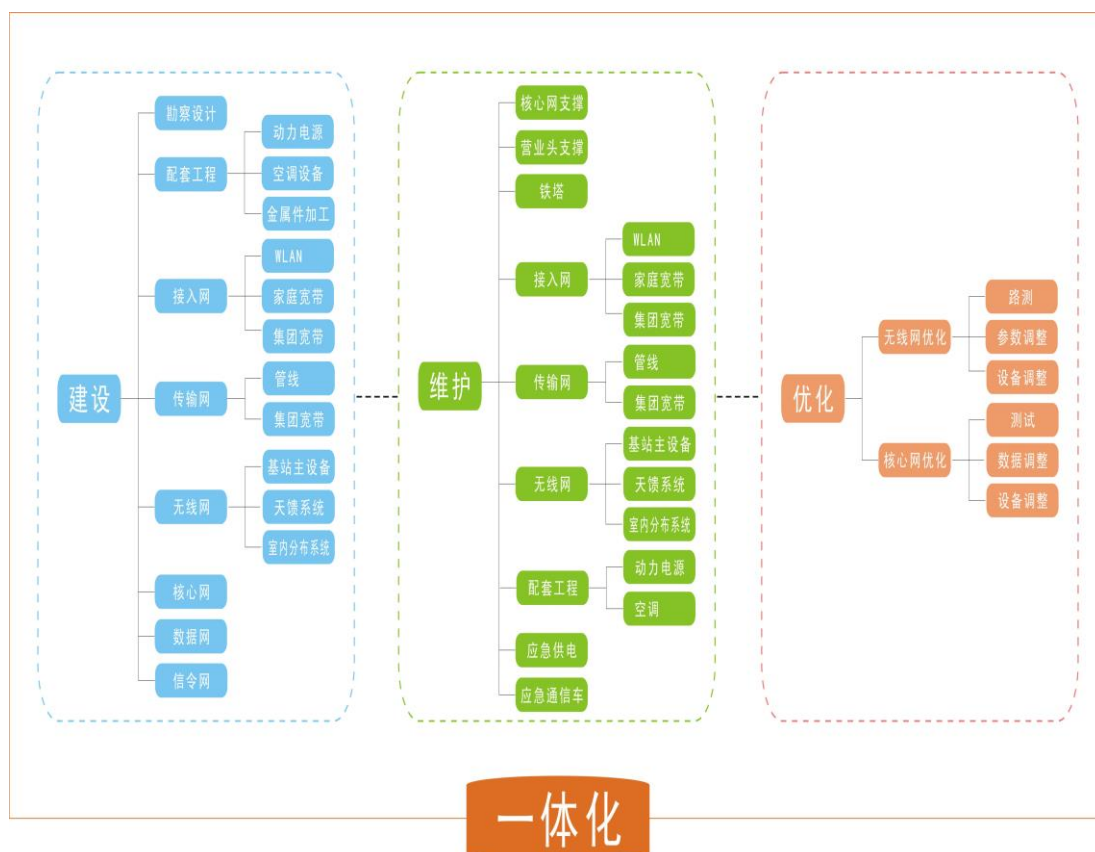 建设
勘察设计
配套工程
动力电源
空调设备
金属件加工
接入网
WLAN
家庭宽带
集团宽带
传输网
管线
集团宽带
无线网
基站主设备
天馈系统
室内分布系统
核心网
数据网
信令网
维护
核心网支撑
营业头支撑
铁塔
接入网
WLAN
家庭宽带
集团宽带
传输网
管线
集团宽带
无线网
基站主设备
天馈系统
室内分布系统
配套工程
动力电源
空调
应急供电
应急通信车
优化
无线网优化
路测
参数调整
设备调整
核心网优化
测试
数据调整
设备调整
一体化